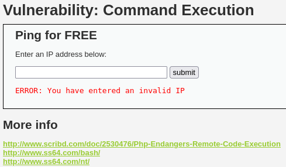 Vulnerability: Command Execution
Ping for FREE
Enter an IP address below:
submit
ERROR: You have entered an invalid IP
More info
http://www.scribd.com/doc/2530476/Php-Endangers-Remote-Code-Execution
http://www.ss64.com/bash/
http://www.ss64.com/nt/